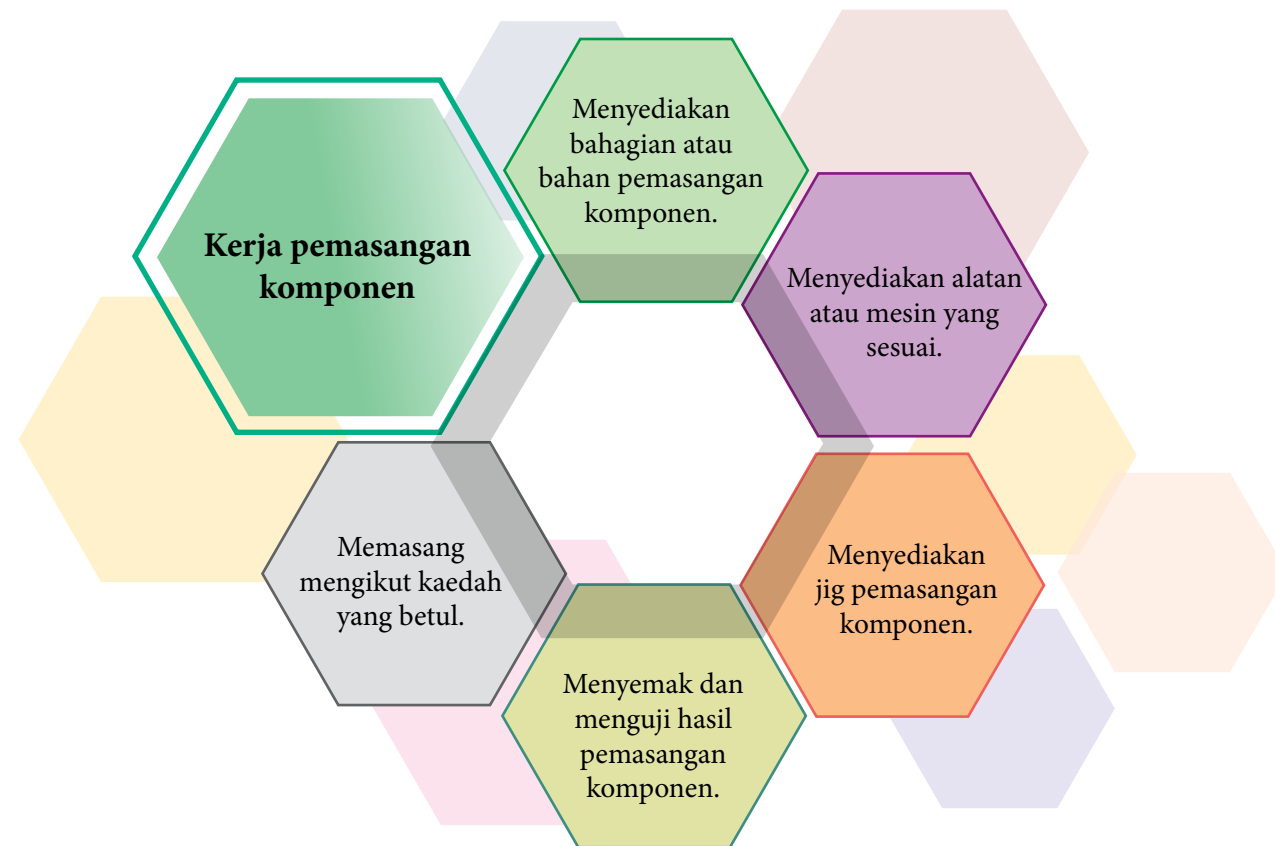 Kerja pemasangan
komponen
Menyediakan
bahagian atau
bahan pemasangan
komponen.
Menyediakan alatan
atau mesin yang
sesuai.
Menyediakan
jig pemasangan
komponen.
Menyemak dan
menguji hasil
pemasangan
komponen.
Memasang
mengikut kaedah
yang betul.